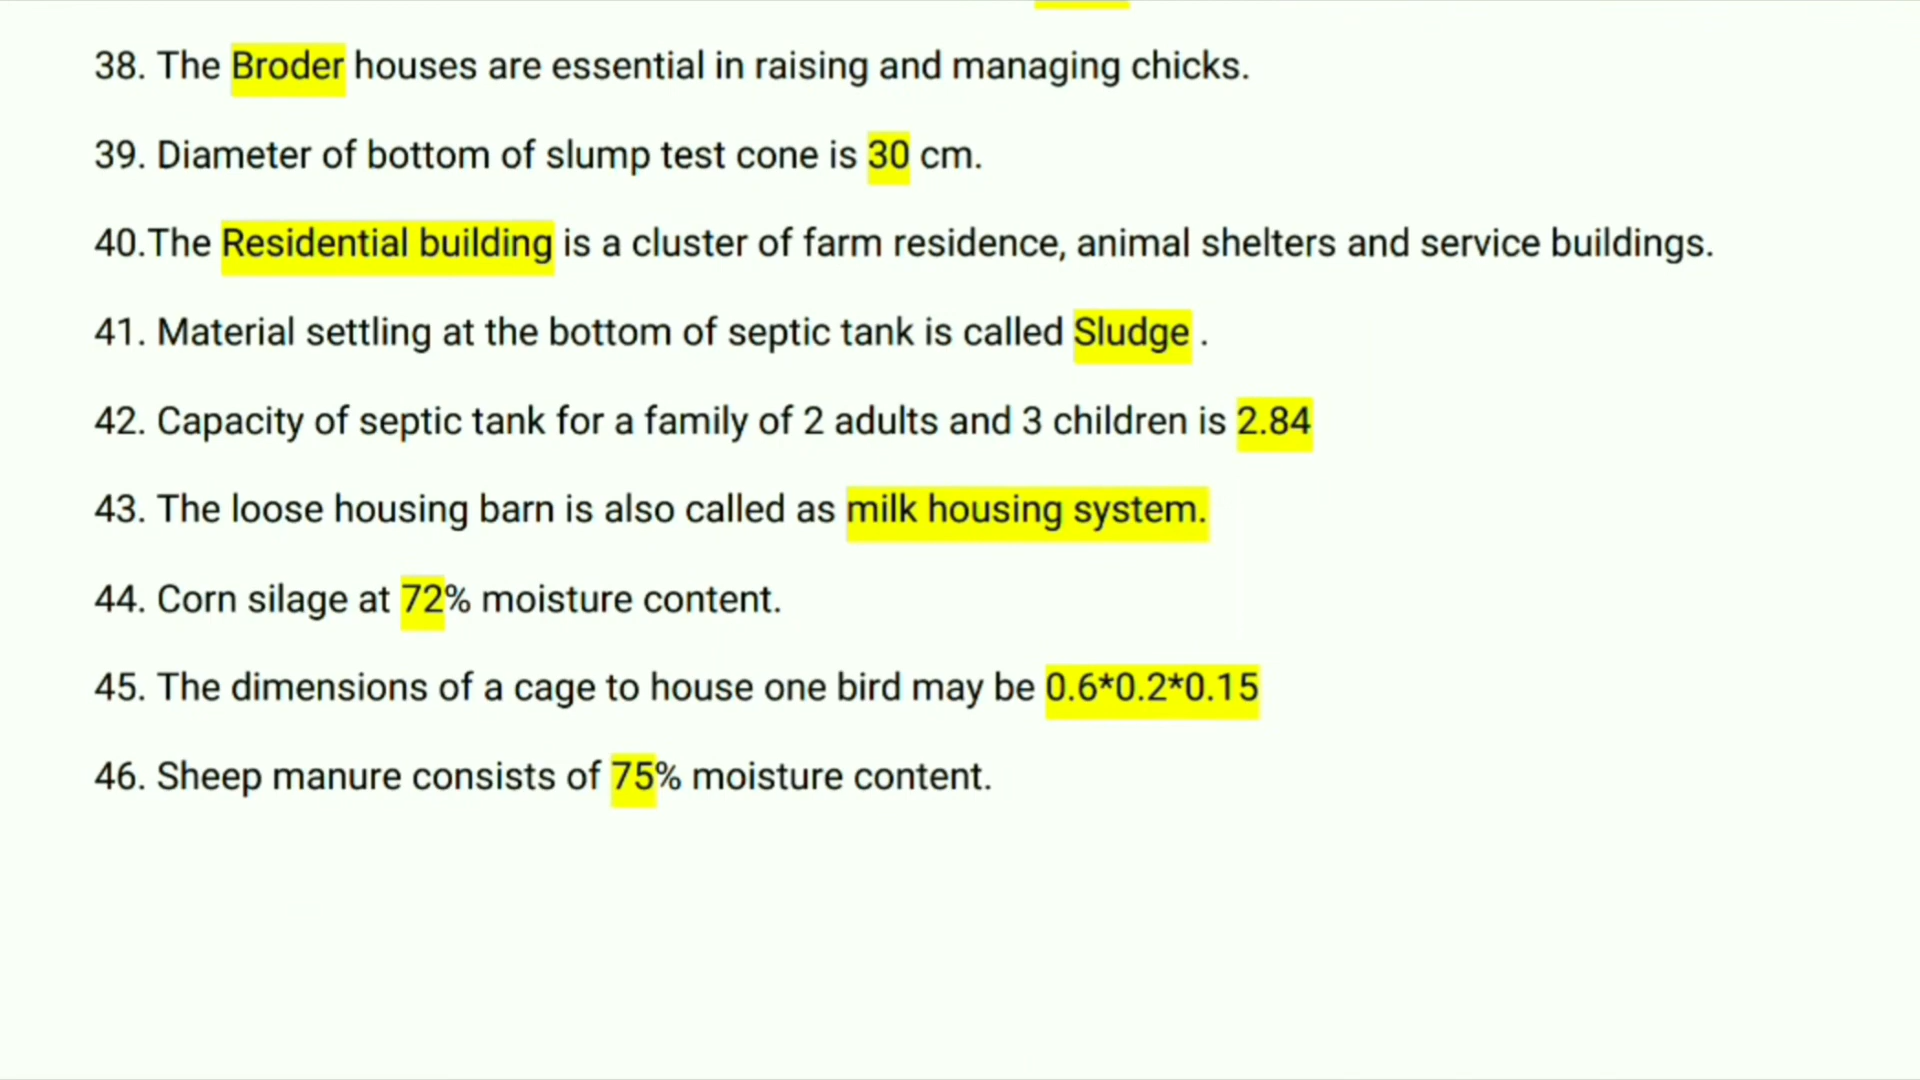 38. The Broder houses are essential in raising and managing chicks.
39. Diameter of bottom of slump test cone is 30 cm.
40.The Residential building is a cluster of farm residence, animal shelters and service buildings.
41. Material settling at the bottom of septic tank is called Sludge .
42. Capacity of septic tank for a family of 2 adults and 3 children is 2.84
43. The loose housing barn is also called as milk housing system.
44. Corn silage at 72% moisture content.
45. The dimensions of a cage to house one bird may be 0.6*0.2*0.15
46. Sheep manure consists of 75% moisture content.